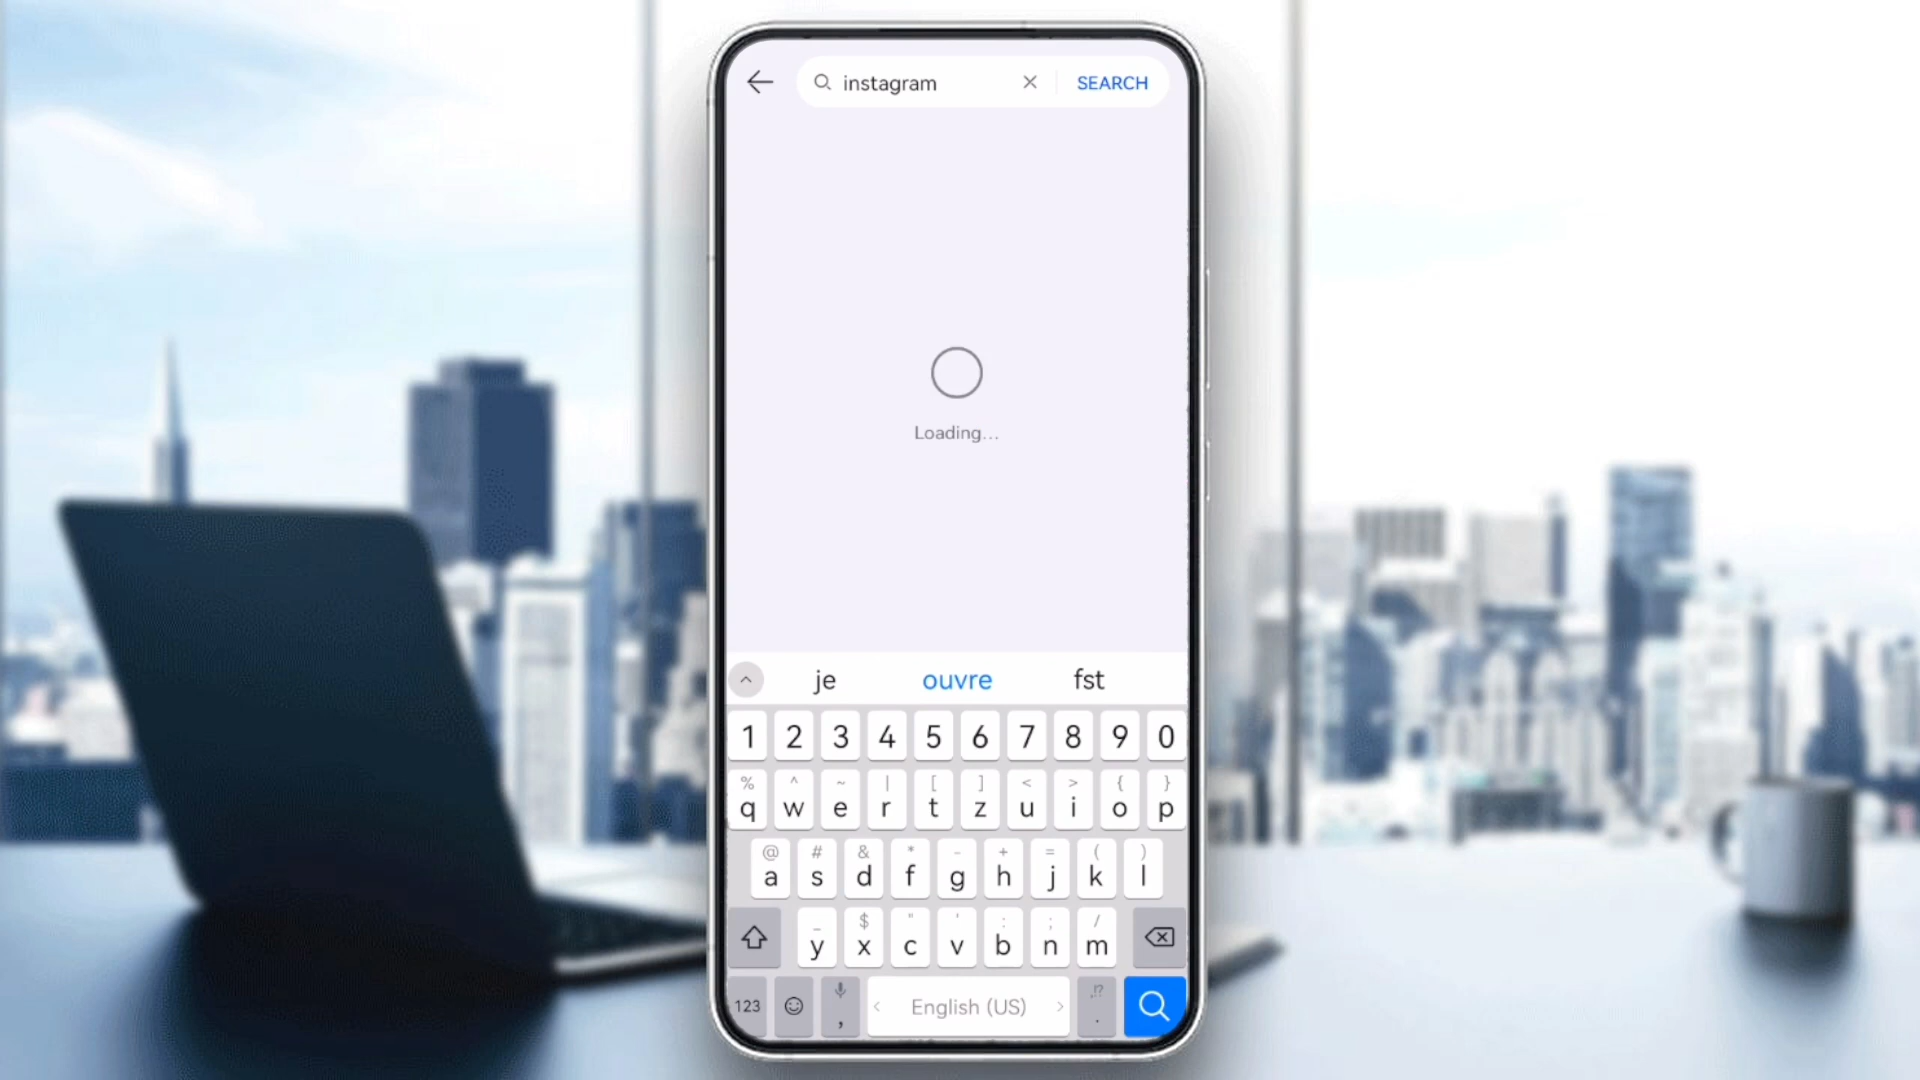 instagram SEARCH
Loading...
je ouvre fst
1 2 3 4 5 6 7 8 9 0
% ^ ~ | [ ] < > { }
q w e r t z u i o p
@ # & * - + = ( )
a s d f g h j k l
_ $ " ' : ; /
y x c v b n m
,!?
123 , < English (US) > .